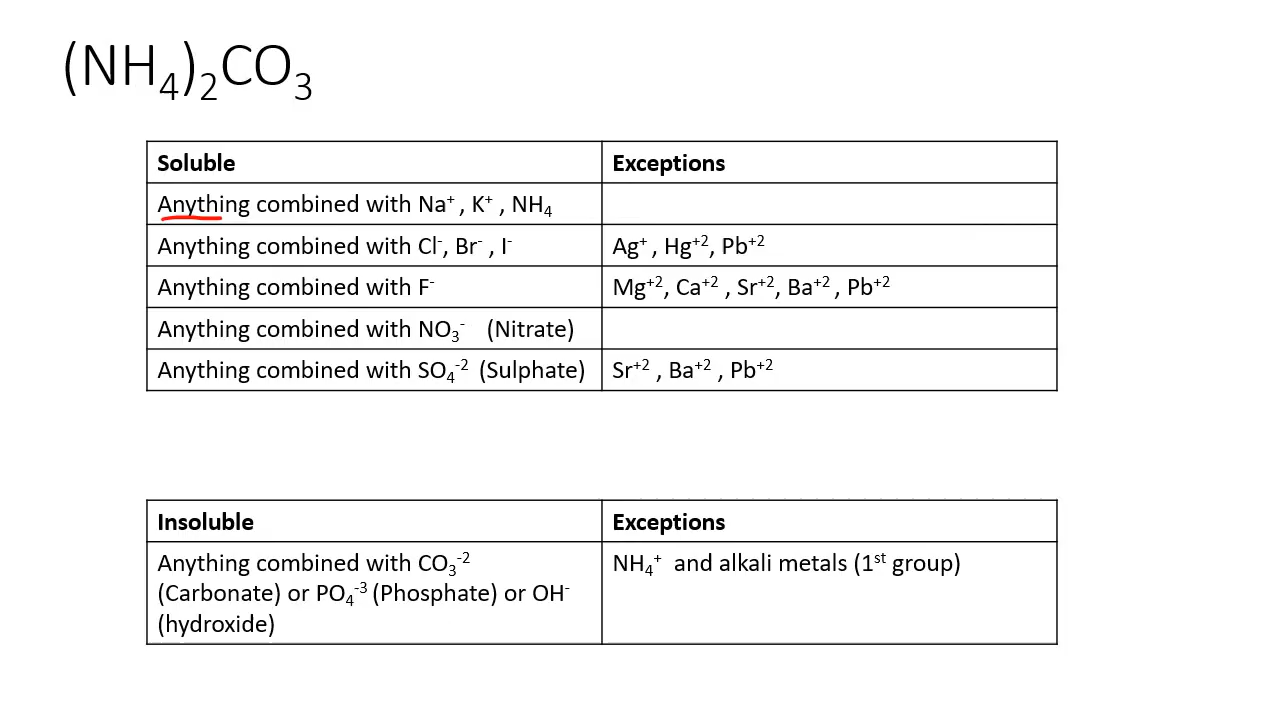 (NH₄)₂CO₃
Soluble Exceptions
Anything combined with Na⁺ , K⁺ , NH₄
Anything combined with Cl⁻, Br⁻ , I⁻ Ag⁺ , Hg⁺², Pb⁺²
Anything combined with F⁻ Mg⁺², Ca⁺² , Sr⁺², Ba⁺² , Pb⁺²
Anything combined with NO₃⁻ (Nitrate)
Anything combined with SO₄⁻² (Sulphate) Sr⁺² , Ba⁺² , Pb⁺²
Insoluble Exceptions
Anything combined with CO₃⁻² NH₄⁺ and alkali metals (1ˢᵗ group)
(Carbonate) or PO₄⁻³ (Phosphate) or OH⁻
(hydroxide)